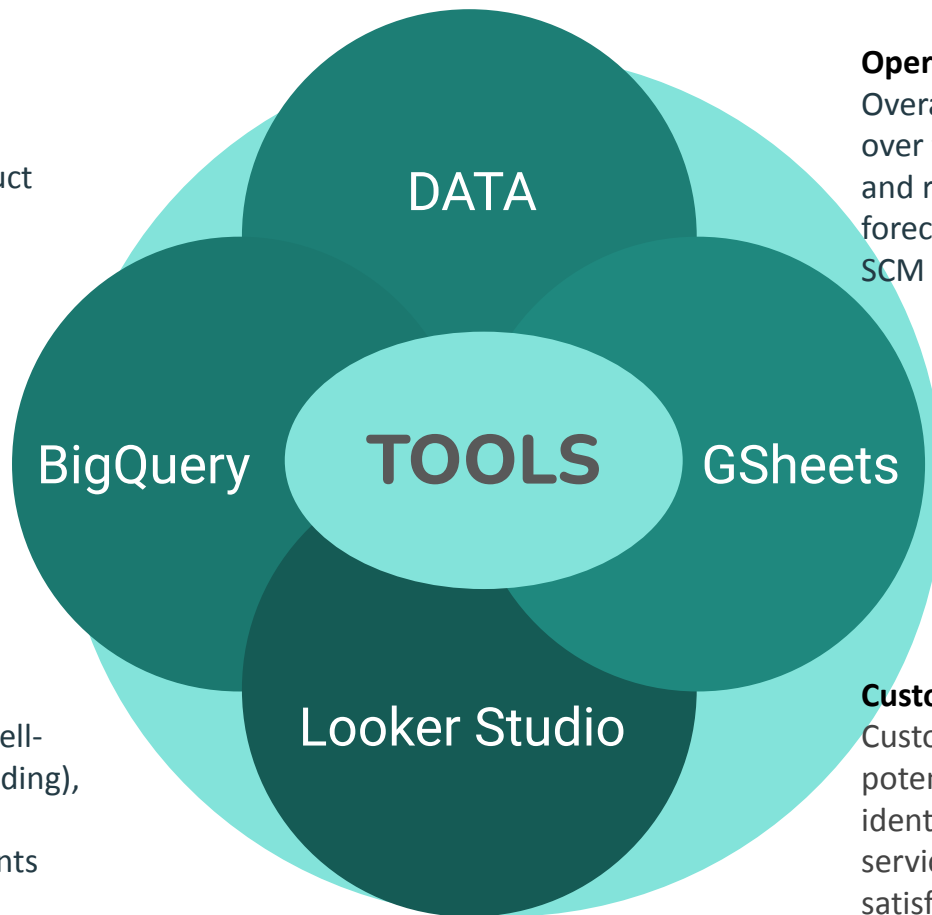 DATA
BigQuery
TOOLS
GSheets
Looker Studio
uct
ell-
ding),
nts
Oper
Overa
over
and r
forec
SCM
Custo
Custo
poter
ident
servic
satisf